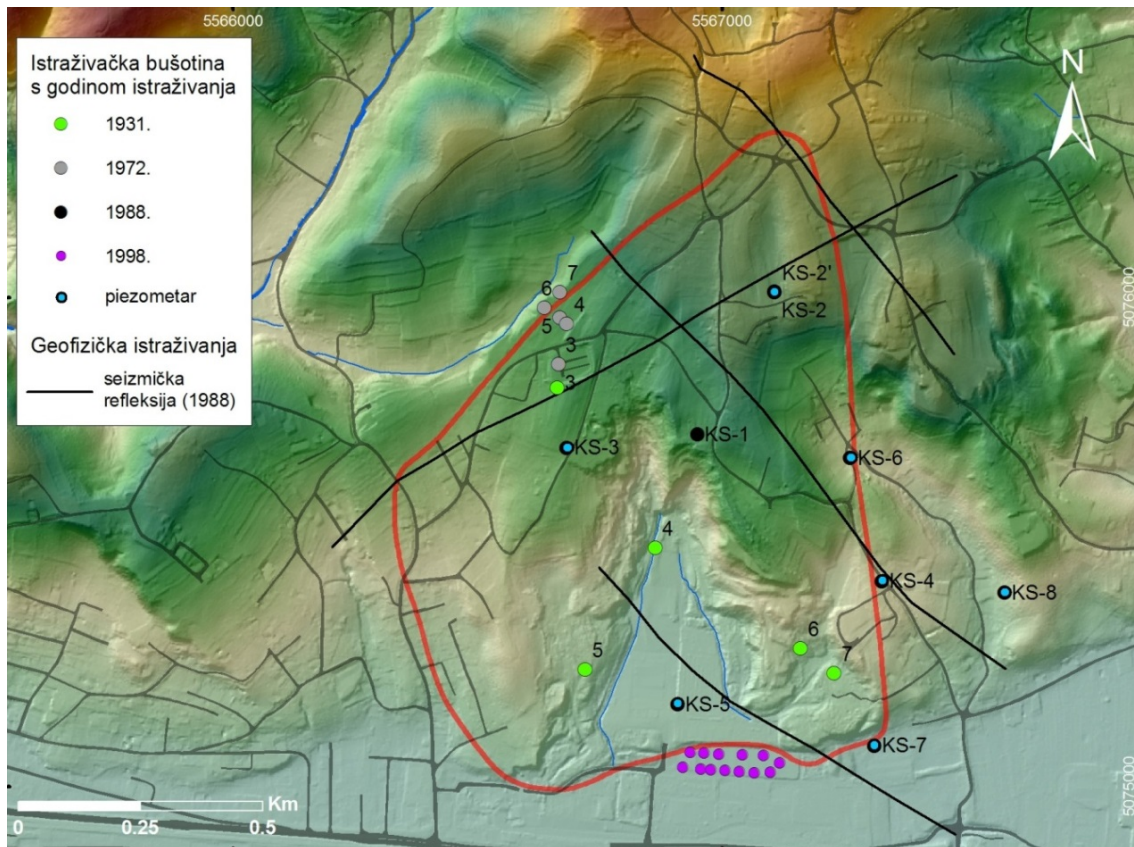 5566000
5567000
Istraživačka bušotina
s godinom istraživanja
1931.
1972.
1988.
1998.
piezometar
Geofizička istraživanja
seizmička
refleksija (1988)
N
7
6
4
5
3
3
KS-2'
KS-2
5076000
KS-1
KS-3
KS-6
4
KS-4
KS-8
6
5
7
KS-5
KS-7
5075000
Km
0
0.25
0.5